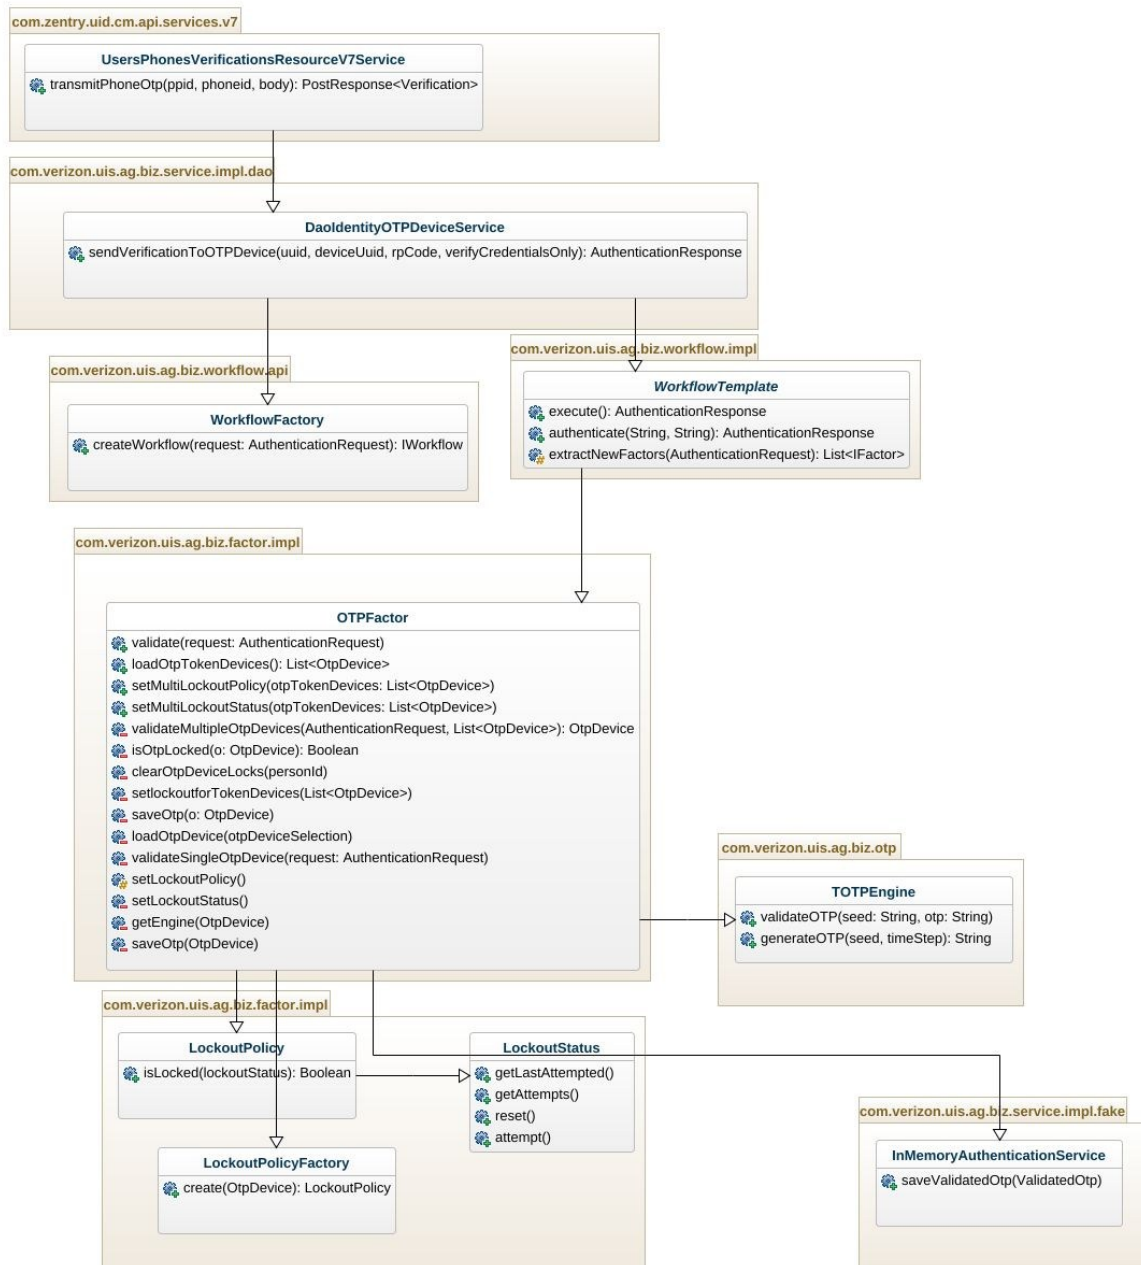 com.zentry.uid.cm.api.services.v7
UsersPhonesVerificationsResourceV7Service
transmitPhoneOtp(ppid, phoneid, body): PostResponse<Verification>
com.verizon.uis.ag.biz.service.impl.dao
DaoIdentityOTPDeviceService
sendVerificationToOTPDevice(uuid, deviceUuid, rpCode, verifyCredentialsOnly): AuthenticationResponse
com.verizon.uis.ag.biz.workflow.api
WorkflowFactory
createWorkflow(request: AuthenticationRequest): IWorkflow
com.verizon.uis.ag.biz.workflow.impl
WorkflowTemplate
execute(): AuthenticationResponse
authenticate(String, String): AuthenticationResponse
extractNewFactors(AuthenticationRequest): List<IFactor>
com.verizon.uis.ag.biz.factor.impl
OTPFactor
validate(request: AuthenticationRequest)
loadOtpTokenDevices(): List<OtpDevice>
setMultiLockoutPolicy(otpTokenDevices: List<OtpDevice>)
setMultiLockoutStatus(otpTokenDevices: List<OtpDevice>)
validateMultipleOtpDevices(AuthenticationRequest, List<OtpDevice>): OtpDevice
isOtpLocked(o: OtpDevice): Boolean
clearOtpDeviceLocks(personId)
setlockoutforTokenDevices(List<OtpDevice>)
saveOtp(o: OtpDevice)
loadOtpDevice(otpDeviceSelection)
validateSingleOtpDevice(request: AuthenticationRequest)
setLockoutPolicy()
setLockoutStatus()
getEngine(OtpDevice)
saveOtp(OtpDevice)
com.verizon.uis.ag.biz.otp
TOTPEngine
validateOTP(seed: String, otp: String)
generateOTP(seed, timeStep): String
com.verizon.uis.ag.biz.factor.impl
LockoutPolicy
isLocked(lockoutStatus): Boolean
LockoutStatus
getLastAttempted()
getAttempts()
reset()
attempt()
LockoutPolicyFactory
create(OtpDevice): LockoutPolicy
com.verizon.uis.ag.biz.service.impl.fake
InMemoryAuthenticationService
saveValidatedOtp(ValidatedOtp)